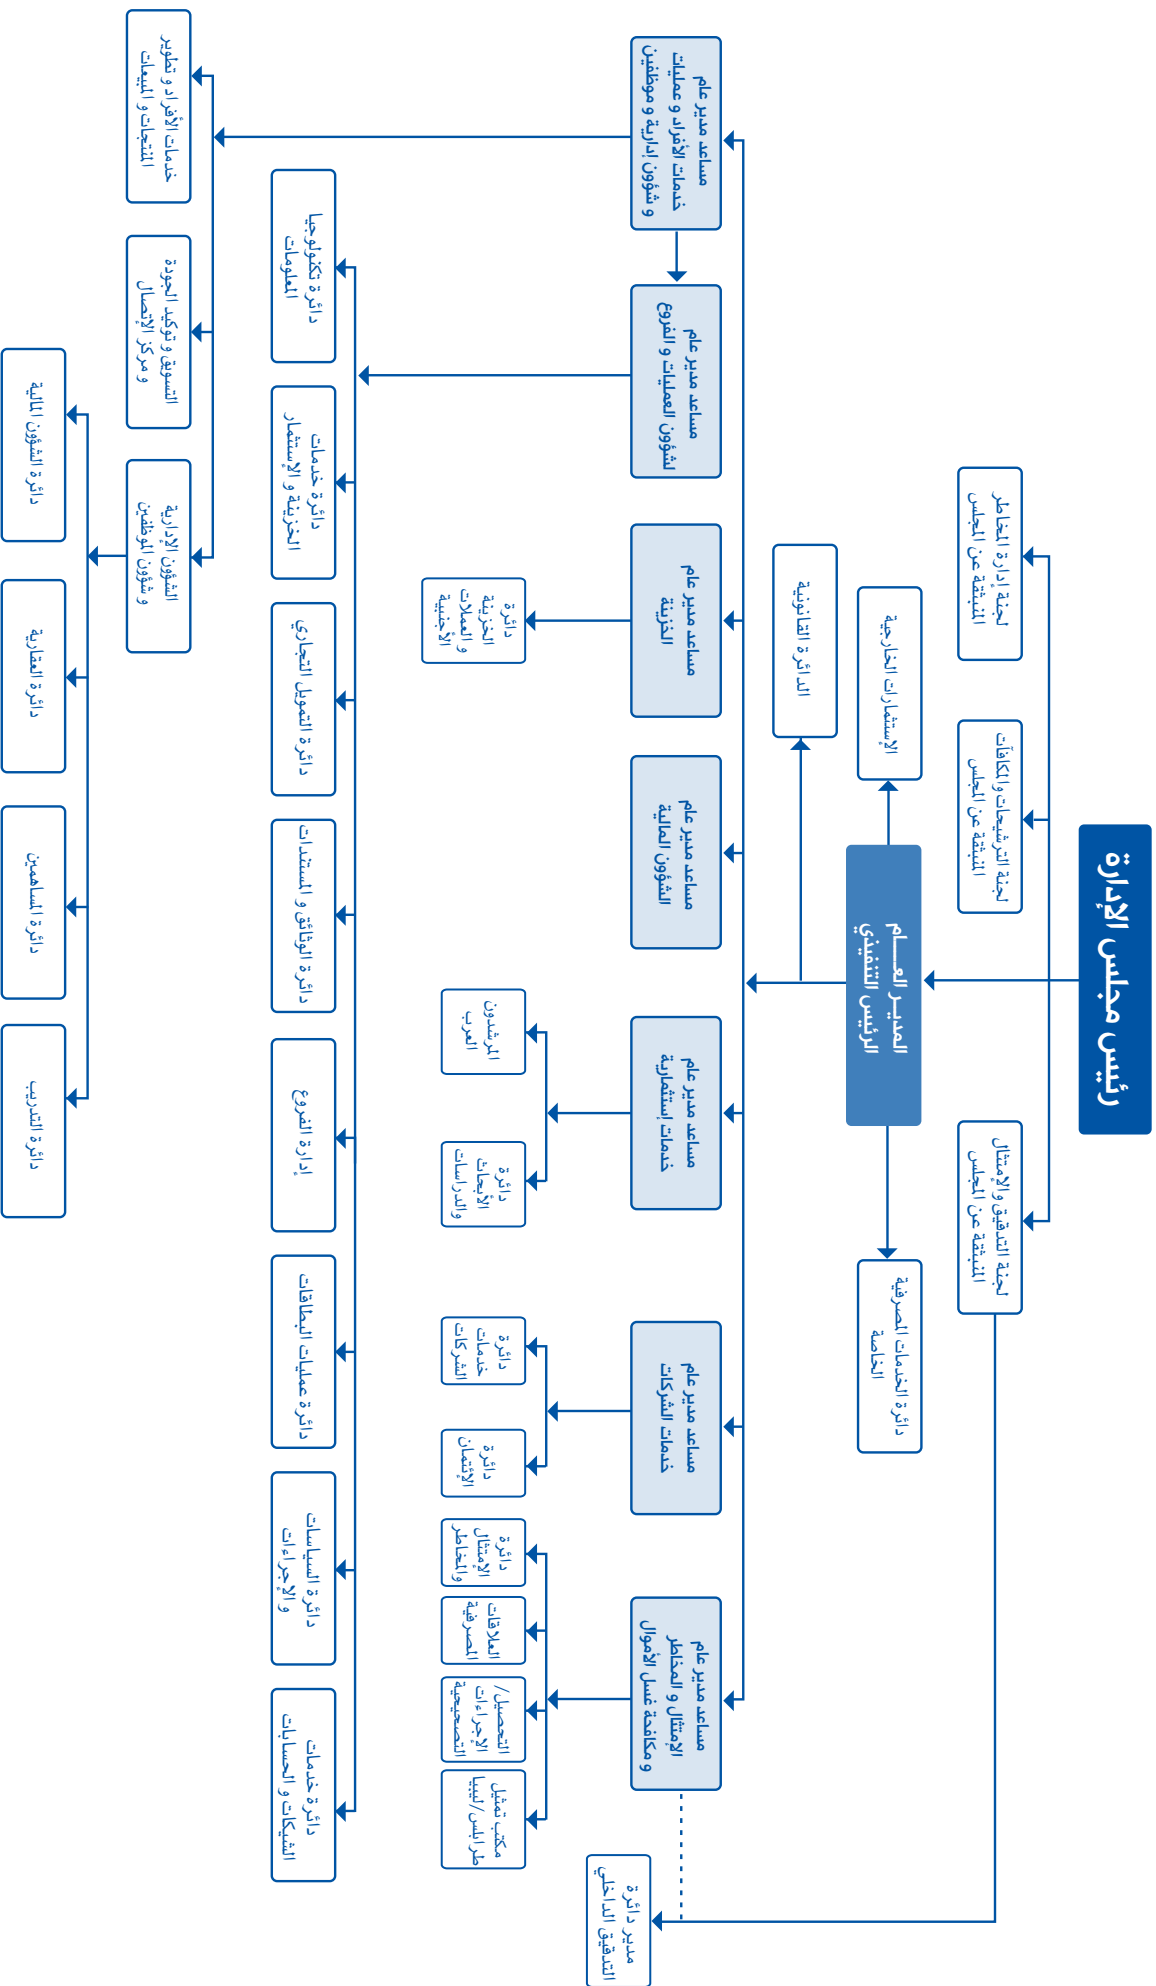 رئيس مجلس الإدارة
لجنة إدارة المخاطر
المنبثقة عن المجلس
لجنة الترشيحات والمكافآت
المنبثقة عن المجلس
لجنة التدقيق والإمتثال
المنبثقة عن المجلس
الإستثمارات الخارجية
المديـر العــــام
الرئيس التنفيذي
دائرة الخدمات المصرفية
الخاصة
الدائرة القانونية
مساعد مدير عام
خدمات الأفراد و عمليات
و شؤون إدارية و موظفين
مساعد مدير عام
لشؤون العمليات و الفروع
مساعد مدير عام
الخزينة
مساعد مدير عام
الشؤون المالية
مساعد مدير عام
خدمات إستثمارية
مساعد مدير عام
خدمات الشركات
مساعد مدير عام
الإمتثال و المخاطر
و مكافحة غسل الأموال
مدير دائرة
التدقيق الداخلي
دائرة
الخزينة
و العملات
الأجنبية
المرشدون
العرب
دائرة
الأبحاث
والدراسات
دائرة
خدمات
الشركات
دائرة
الإئتمان
دائرة
الإمتثال
والمخاطر
العلاقات
المصرفية
التحصيل/
الإجراءات
التصحيحية
مكتب تمثيل
طرابلس/ليبيا
دائرة تكنولوجيا
المعلومات
دائرة خدمات
الخزينة و الإستثمار
دائرة التمويل التجاري
دائرة الوثائق و المستندات
إدارة الفروع
دائرة عمليات البطاقات
دائرة السياسات
و الإجراءات
دائرة خدمات
الشيكات و الحسابات
خدمات الأفراد و تطوير
المنتجات و المبيعات
التسويق و توكيد الجودة
و مركز الإتصال
الشؤون الإدارية
و شؤون الموظفين
دائرة الشؤون المالية
دائرة العقارية
دائرة المساهمين
دائرة التدريب